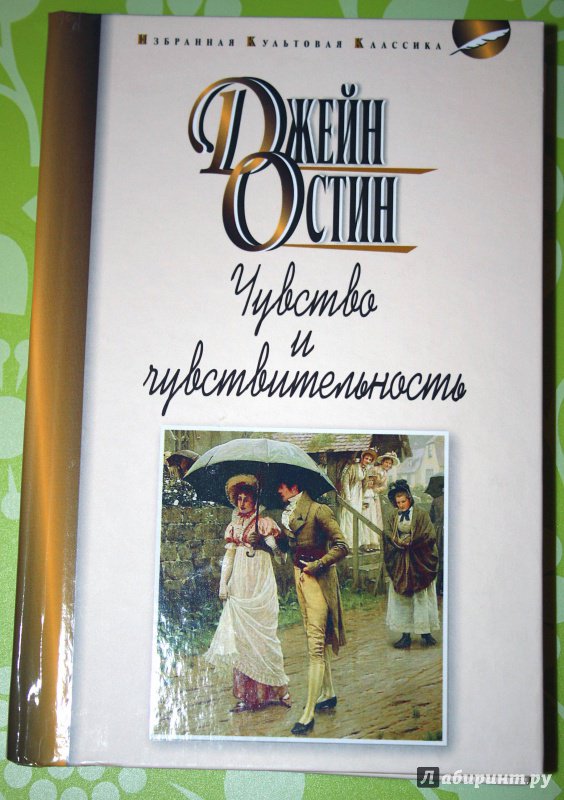 Избранная Культовая Классика
Джейн
Остин
Чувство
и
чувствительность
Лабиринт.ру